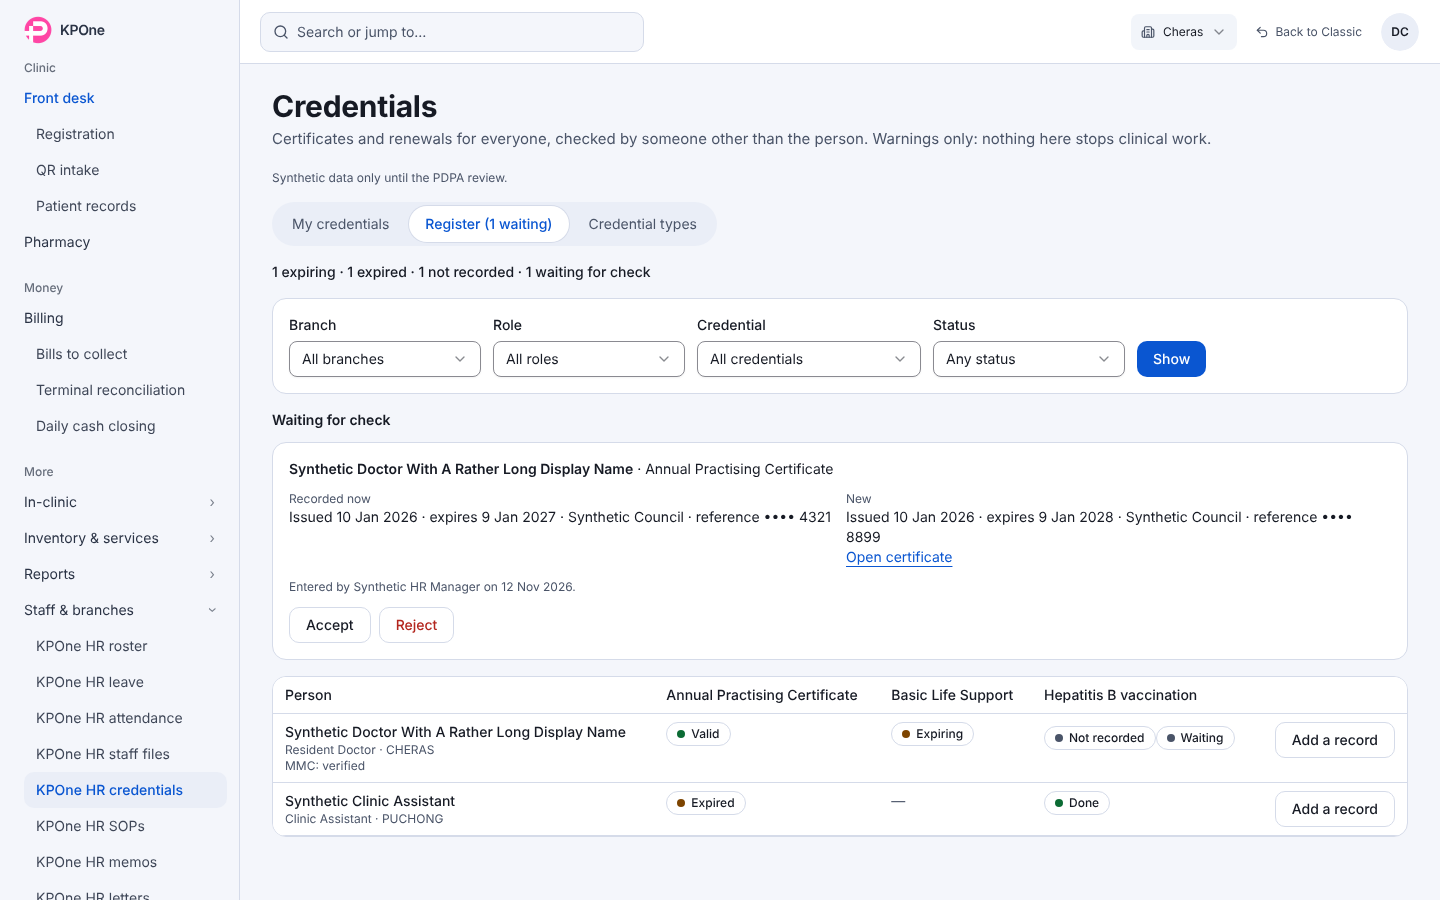 KPOne
Clinic
Front desk
Registration
QR intake
Patient records
Pharmacy
Money
Billing
Bills to collect
Terminal reconciliation
Daily cash closing
More
In-clinic
Inventory & services
Reports
Staff & branches
KPOne HR roster
KPOne HR leave
KPOne HR attendance
KPOne HR staff files
KPOne HR credentials
KPOne HR SOPs
KPOne HR memos
KPOne HR letters
Search or jump to...
Cheras
Back to Classic
DC
Credentials
Certificates and renewals for everyone, checked by someone other than the person. Warnings only: nothing here stops clinical work.
Synthetic data only until the PDPA review.
My credentials
Register (1 waiting)
Credential types
1 expiring · 1 expired · 1 not recorded · 1 waiting for check
Branch
Role
Credential
Status
All branches
All roles
All credentials
Any status
Show
Waiting for check
Synthetic Doctor With A Rather Long Display Name · Annual Practising Certificate
Recorded now
Issued 10 Jan 2026 · expires 9 Jan 2027 · Synthetic Council · reference •••• 4321
New
Issued 10 Jan 2026 · expires 9 Jan 2028 · Synthetic Council · reference ••••
8899
Open certificate
Entered by Synthetic HR Manager on 12 Nov 2026.
Accept
Reject
Person
Annual Practising Certificate
Basic Life Support
Hepatitis B vaccination
Synthetic Doctor With A Rather Long Display Name
Resident Doctor · CHERAS
MMC: verified
Valid
Expiring
Not recorded
Waiting
Add a record
Synthetic Clinic Assistant
Clinic Assistant · PUCHONG
Expired
—
Done
Add a record